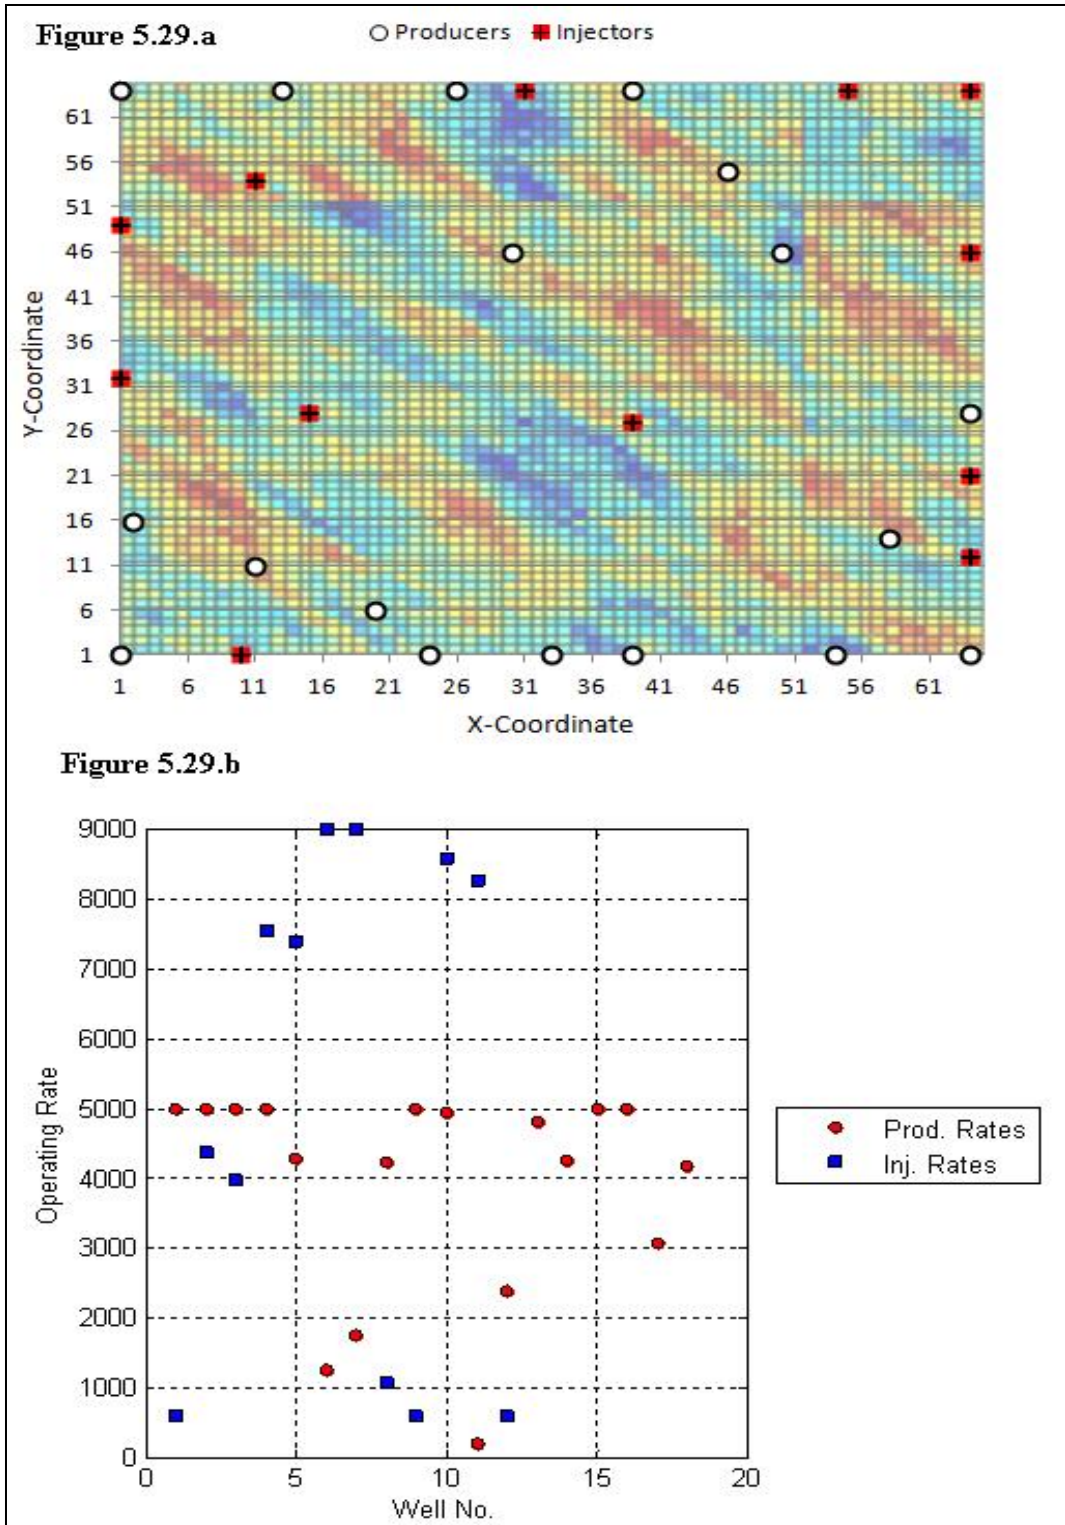 Figure 5.29.a
Producers Injectors
61
56
51
46
41
36
31
26
21
16
11
6
1
Y-Coordinate
1 6 11 16 21 26 31 36 41 46 51 56 61
X-Coordinate
Figure 5.29.b
9000
8000
7000
6000
5000
4000
3000
2000
1000
0
Operating Rate
0 5 10 15 20
Well No.
Prod. Rates
Inj. Rates